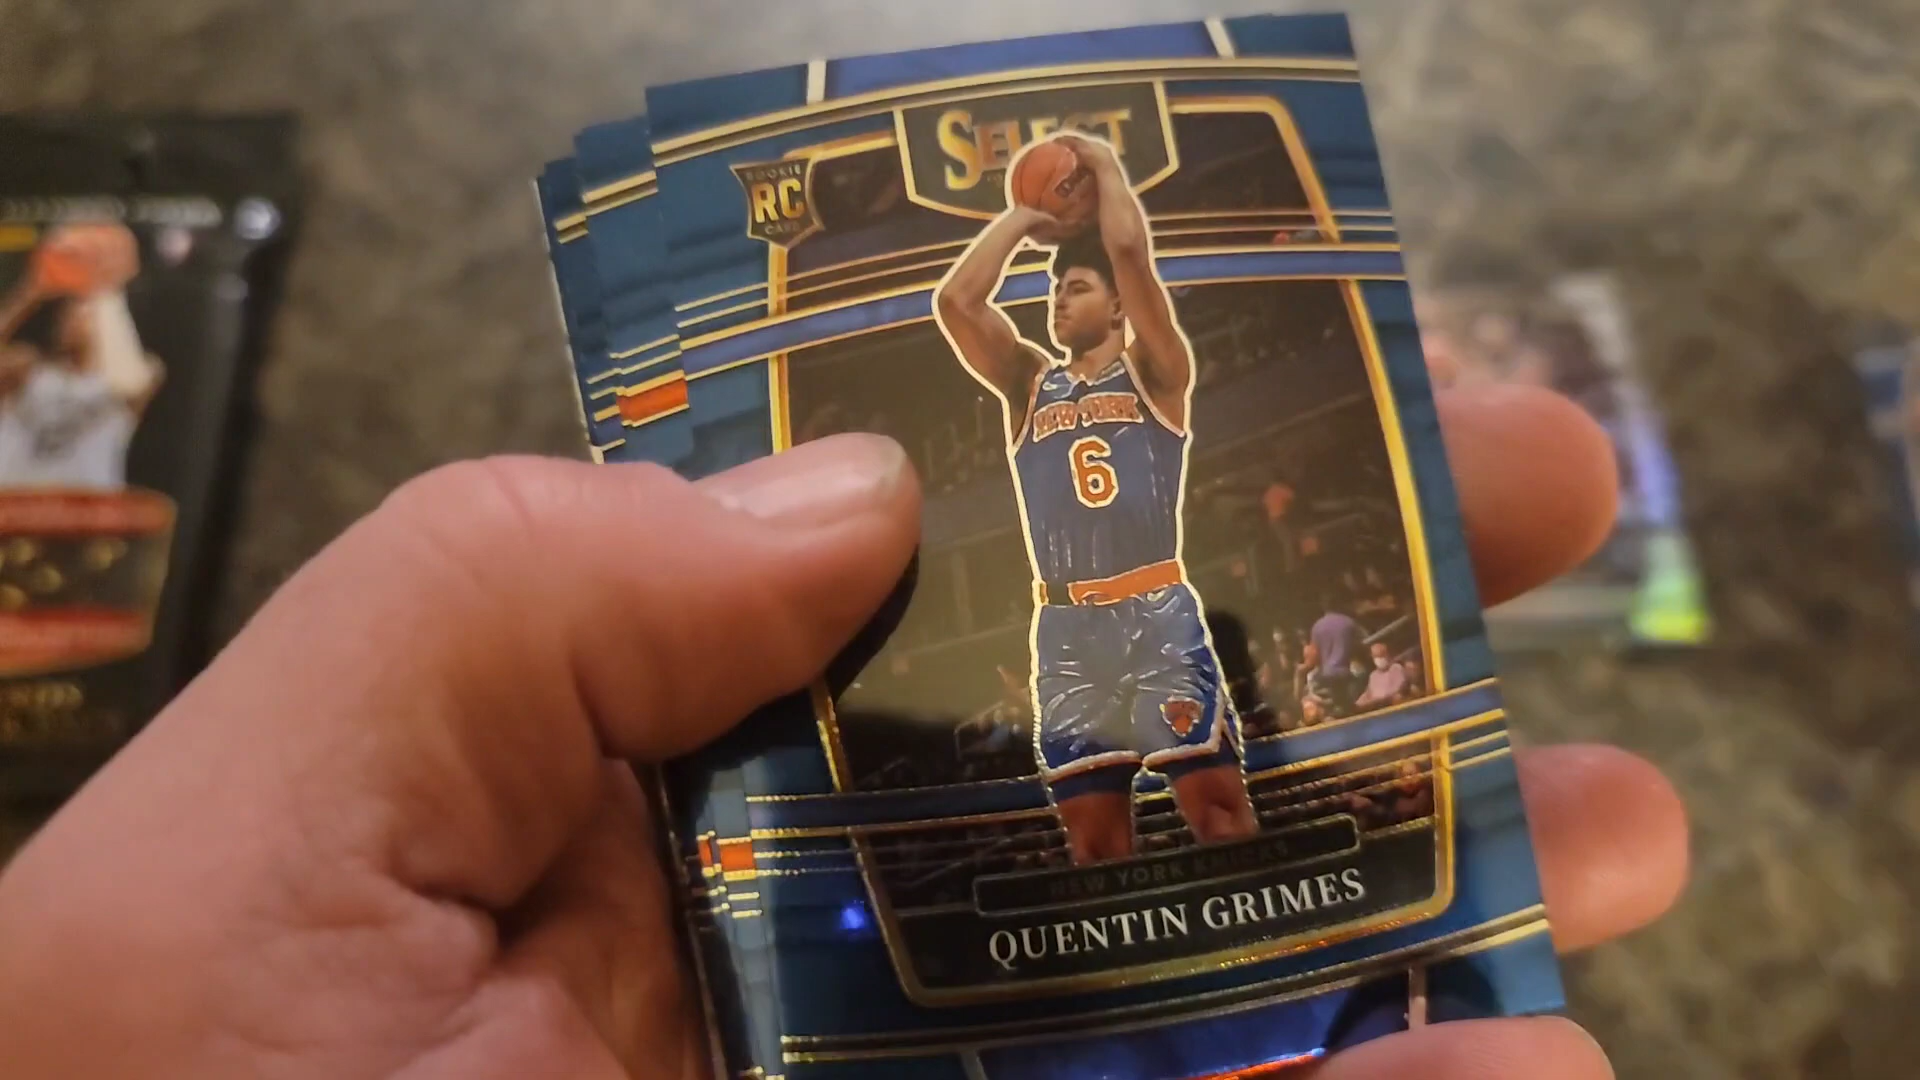 SELECT
ROOKIE
RC
CARD
NEW YORK
6
NEW YORK KNICKS
QUENTIN GRIMES